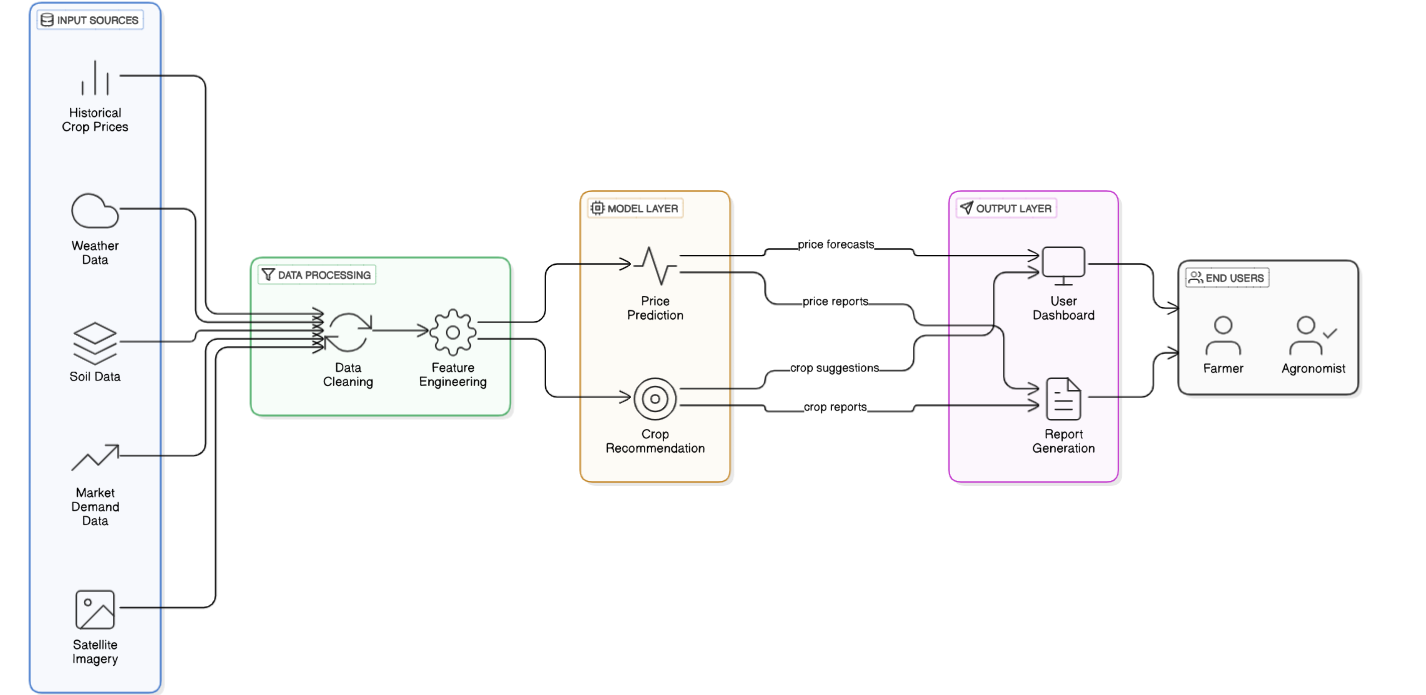 INPUT SOURCES
Historical
Crop Prices
Weather
Data
Soil Data
Market
Demand
Data
Satellite
Imagery
DATA PROCESSING
Data
Cleaning
Feature
Engineering
MODEL LAYER
Price
Prediction
Crop
Recommendation
price forecasts
price reports
crop suggestions
crop reports
OUTPUT LAYER
User
Dashboard
Report
Generation
END USERS
Farmer
Agronomist